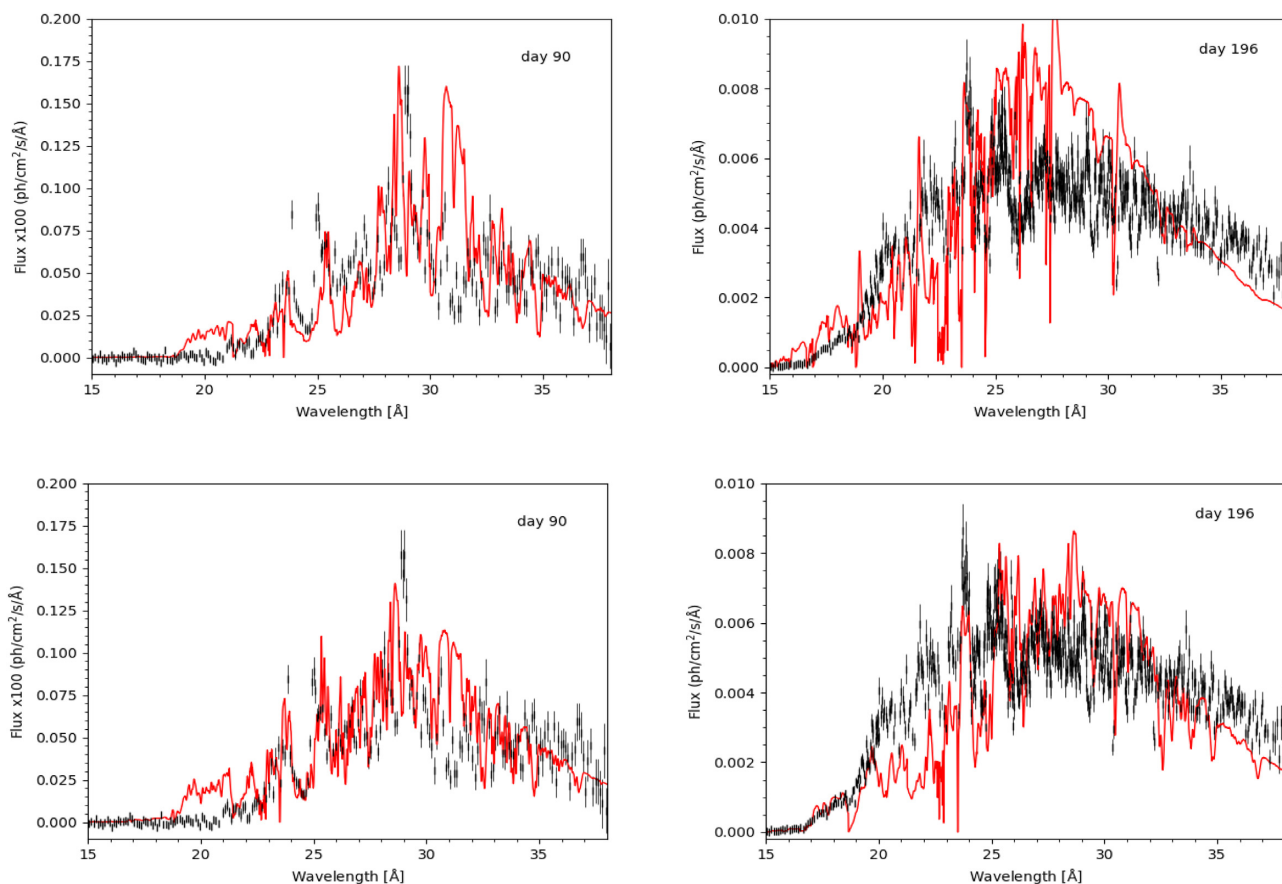 0.200
0.175
0.150
0.125
0.100
0.075
0.050
0.025
0.000
Flux x100 (ph/cm²/s/Å)
day 90
15 20 25 30 35
Wavelength [Å]
0.010
0.008
0.006
0.004
0.002
0.000
Flux (ph/cm²/s/Å)
day 196
15 20 25 30 35
Wavelength [Å]
0.200
0.175
0.150
0.125
0.100
0.075
0.050
0.025
0.000
Flux x100 (ph/cm²/s/Å)
day 90
15 20 25 30 35
Wavelength [Å]
0.010
0.008
0.006
0.004
0.002
0.000
Flux (ph/cm²/s/Å)
day 196
15 20 25 30 35
Wavelength [Å]